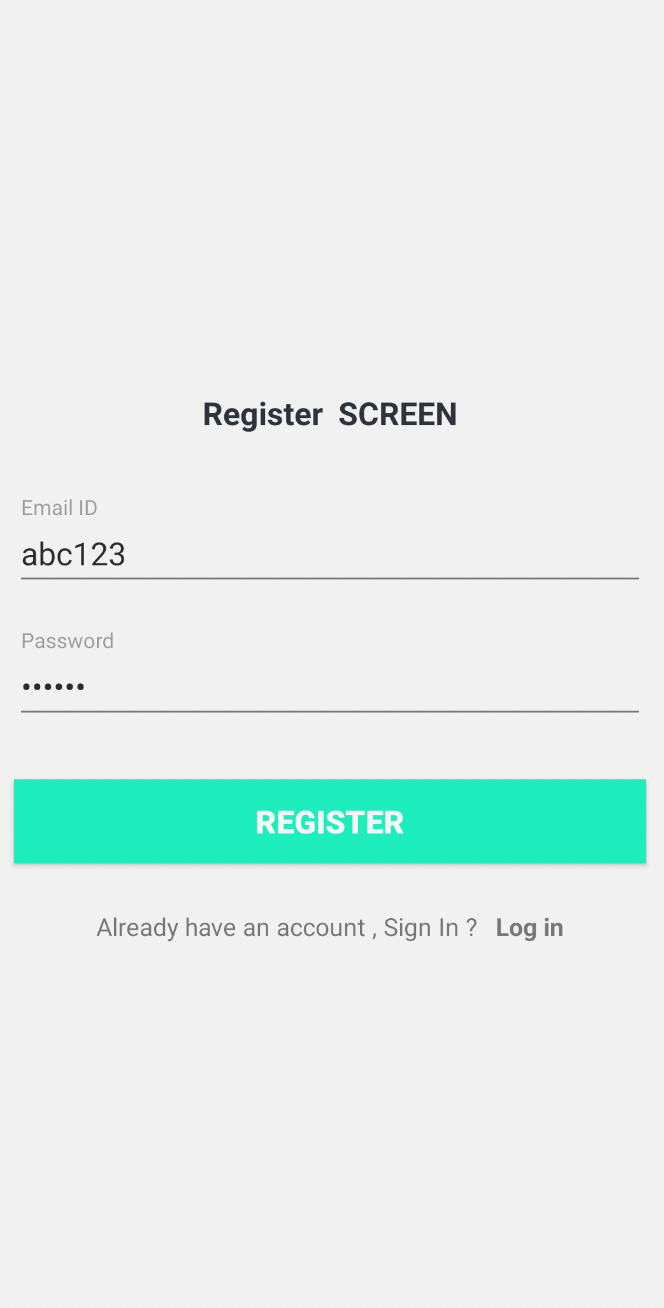 Register  SCREEN
Email ID
abc123
Password
••••••
REGISTER
Already have an account , Sign In ?   Log in